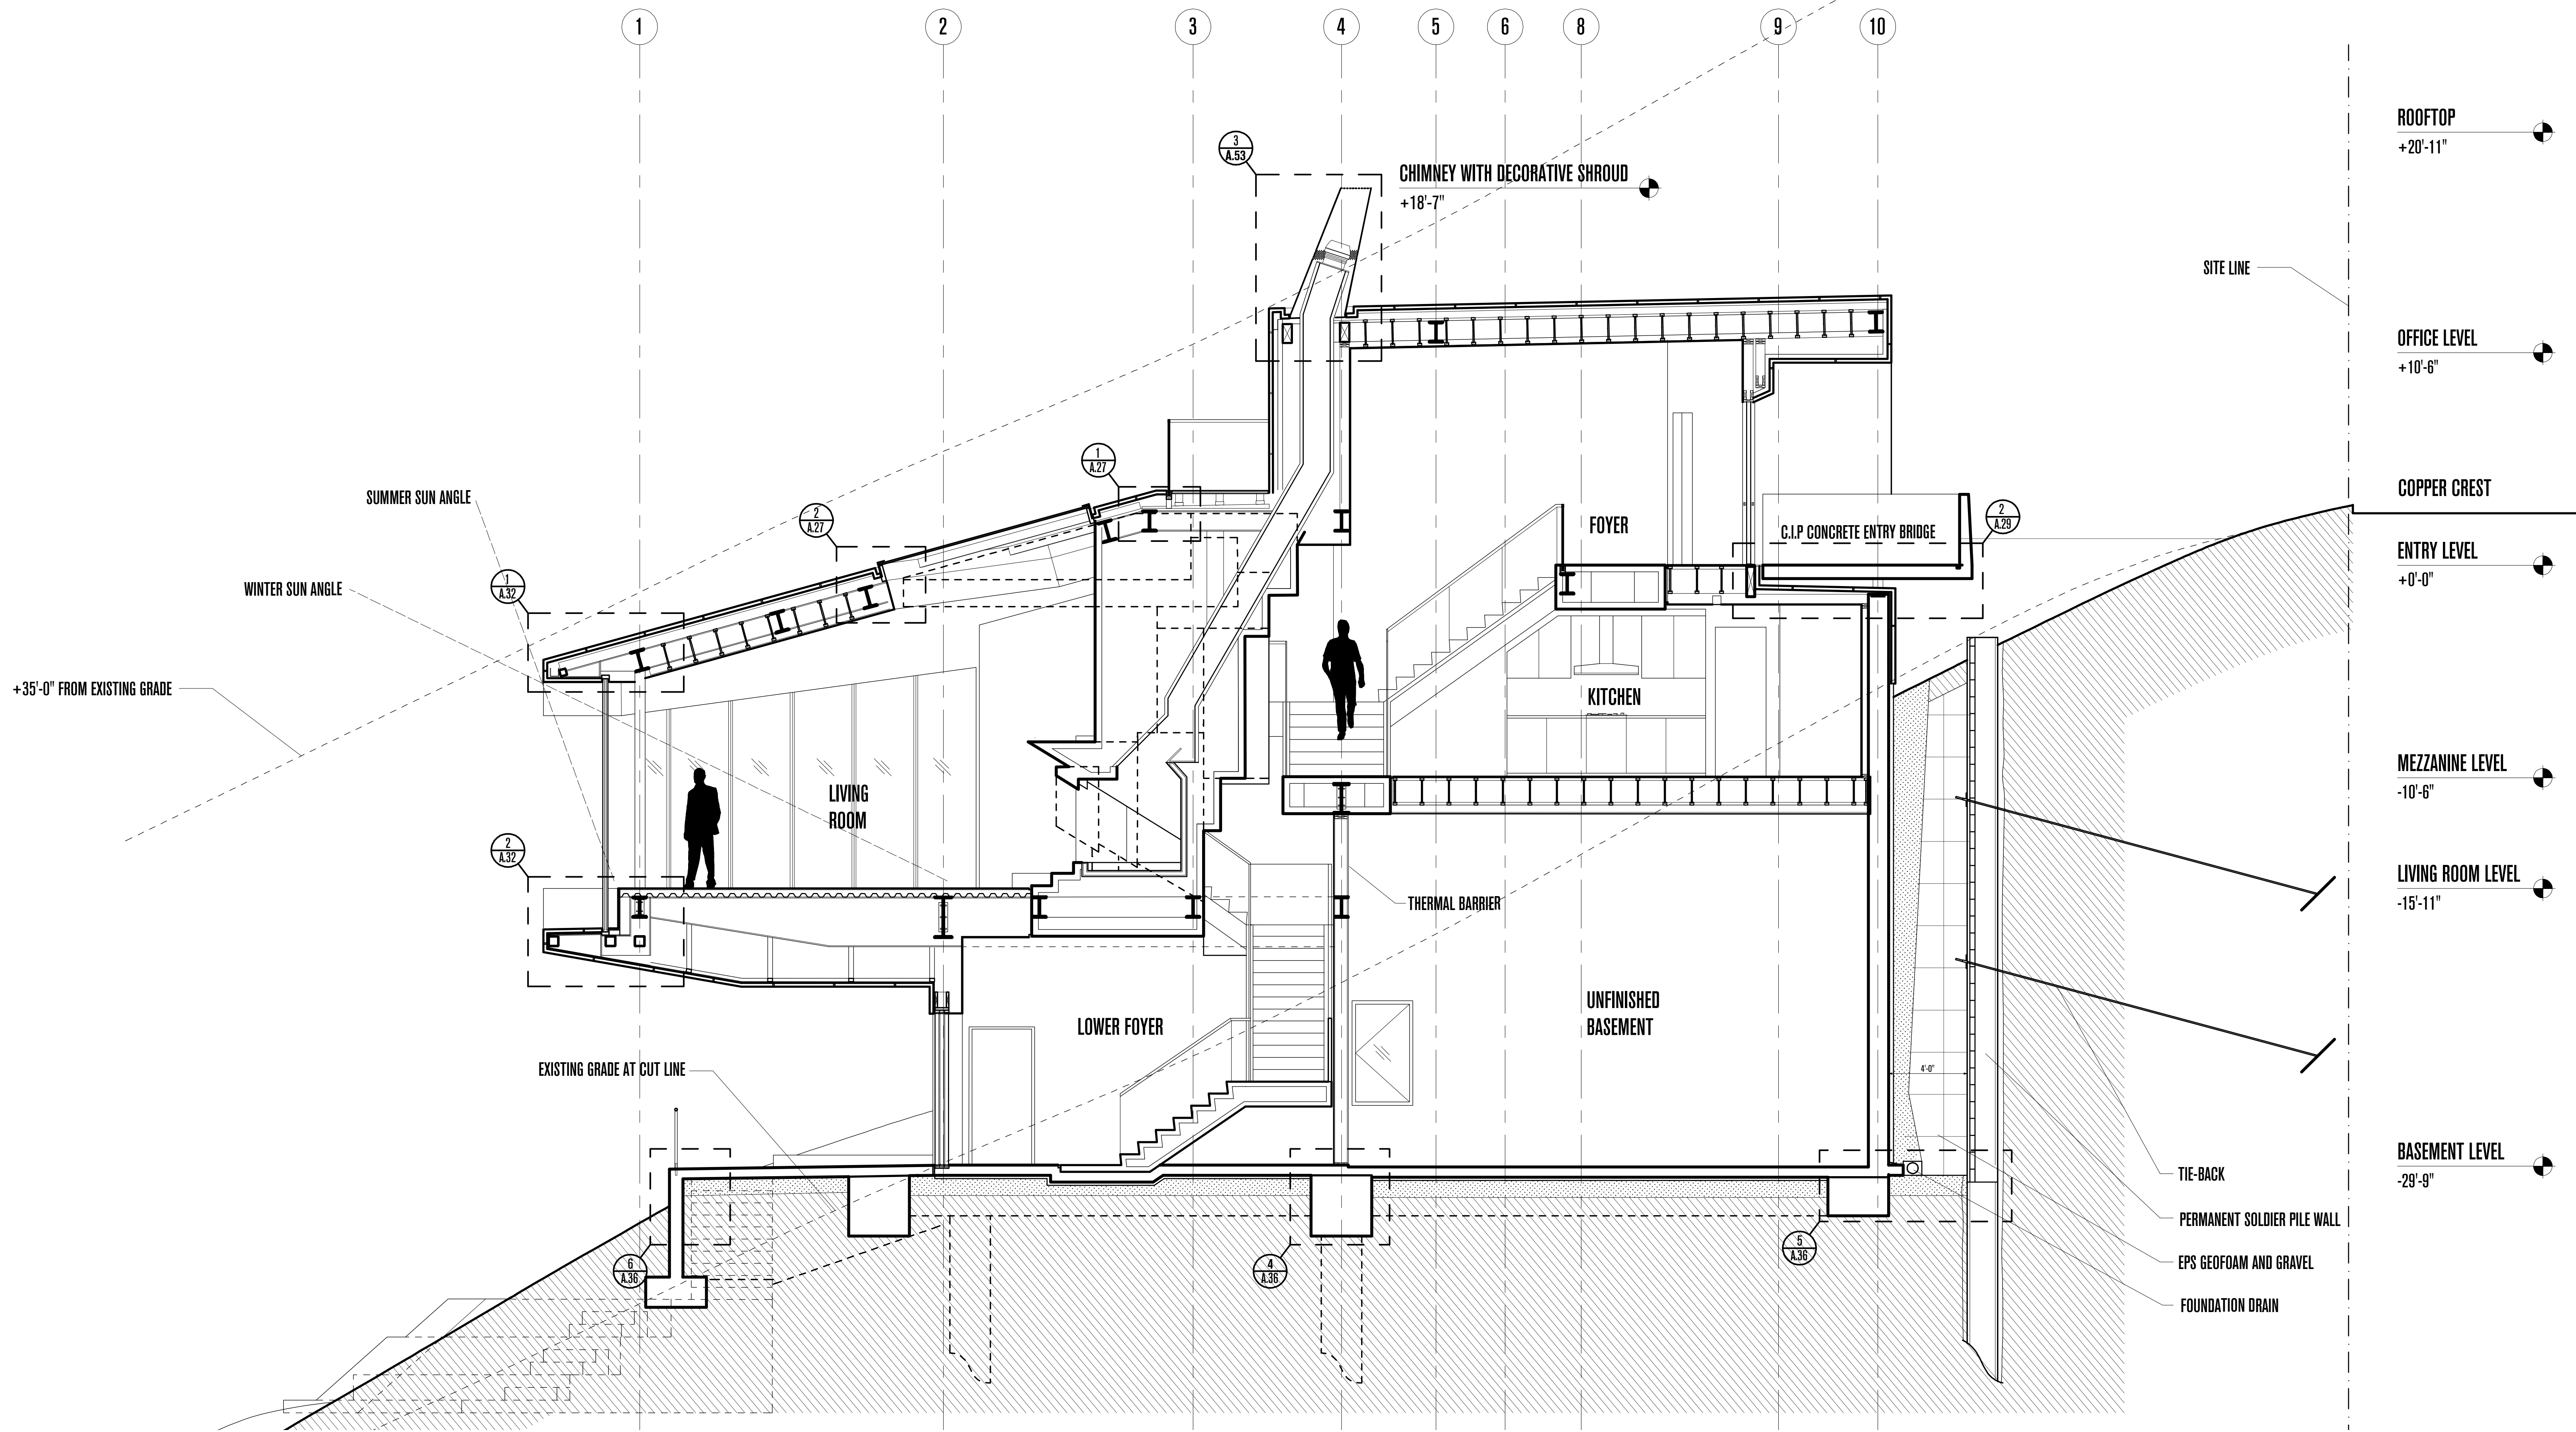 1
2
3
4
5
6
8
9
10
ROOFTOP
+20'-11"
3
A.53
CHIMNEY WITH DECORATIVE SHROUD
+18'-7"
SITE LINE
OFFICE LEVEL
+10'-6"
1
A.27
SUMMER SUN ANGLE
2
A.27
FOYER
C.I.P CONCRETE ENTRY BRIDGE
2
A.29
COPPER CREST
ENTRY LEVEL
+0'-0"
WINTER SUN ANGLE
1
A.32
+35'-0" FROM EXISTING GRADE
KITCHEN
MEZZANINE LEVEL
-10'-6"
LIVING
ROOM
2
A.32
THERMAL BARRIER
LIVING ROOM LEVEL
-15'-11"
UNFINISHED
BASEMENT
LOWER FOYER
EXISTING GRADE AT CUT LINE
4'-0"
BASEMENT LEVEL
-29'-9"
TIE-BACK
PERMANENT SOLDIER PILE WALL
EPS GEOFOAM AND GRAVEL
FOUNDATION DRAIN
6
A.36
4
A.36
5
A.36